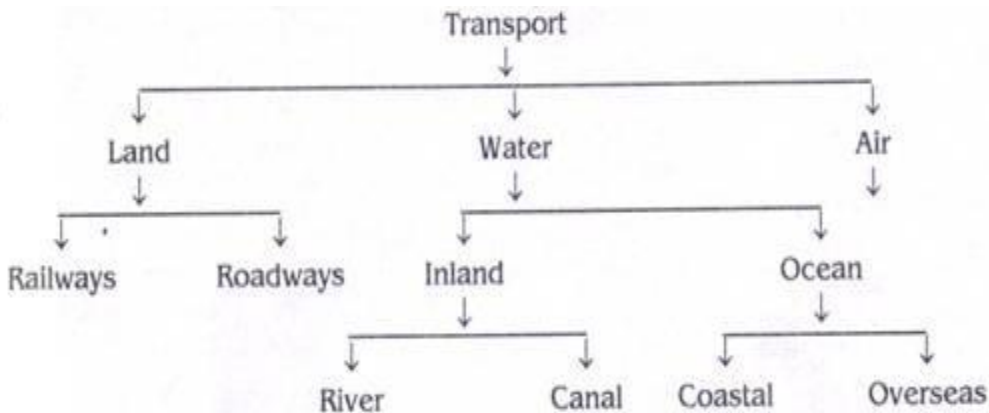 Transport
Land Water Air
Railways Roadways Inland Ocean
River Canal Coastal Overseas